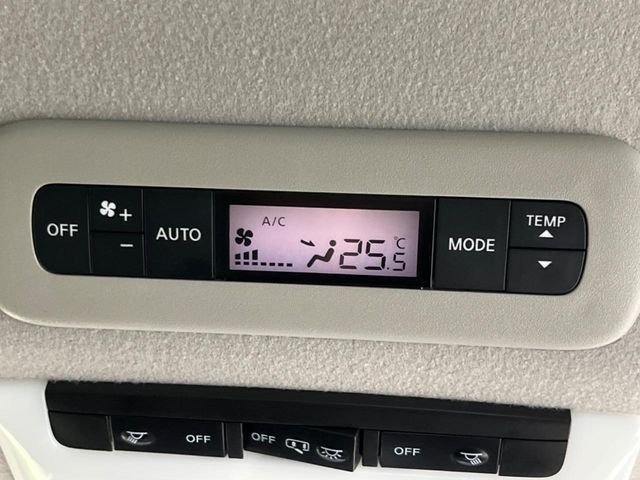 OFF
+
-
AUTO
A/C
25.5 °C
MODE
TEMP
OFF
OFF
OFF